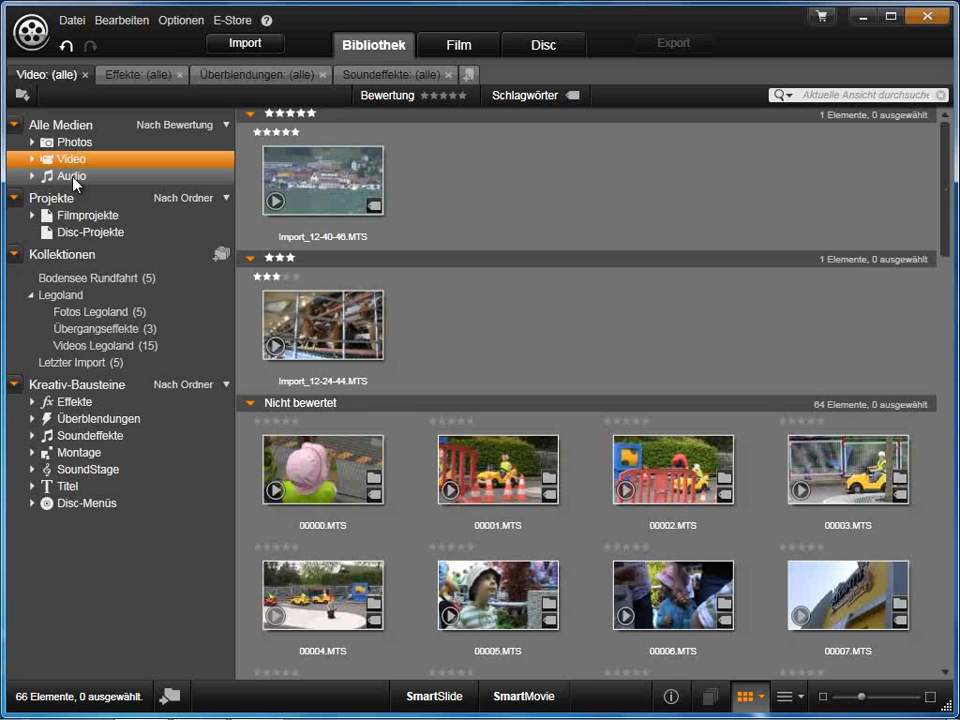 Datei Bearbeiten Optionen E-Store ?
Import Bibliothek Film Disc Export
Video: (alle) × Effekte: (alle) × Überblendungen: (alle) × Soundeffekte: (alle) ×
Bewertung Schlagwörter Aktuelle Ansicht durchsuche
Alle Medien Nach Bewertung
Photos
Video
Audio
Projekte Nach Ordner
Filmprojekte
Disc-Projekte
Kollektionen
Bodensee Rundfahrt (5)
Legoland
Fotos Legoland (5)
Übergangseffekte (3)
Videos Legoland (15)
Letzter Import (5)
Kreativ-Bausteine Nach Ordner
fx Effekte
Überblendungen
Soundeffekte
Montage
SoundStage
T Titel
Disc-Menüs
1 Elemente, 0 ausgewählt
Import_12-40-46.MTS
1 Elemente, 0 ausgewählt
Import_12-24-44.MTS
Nicht bewertet 64 Elemente, 0 ausgewählt
00000.MTS 00001.MTS 00002.MTS 00003.MTS
00004.MTS 00005.MTS 00006.MTS 00007.MTS
66 Elemente, 0 ausgewählt. SmartSlide SmartMovie